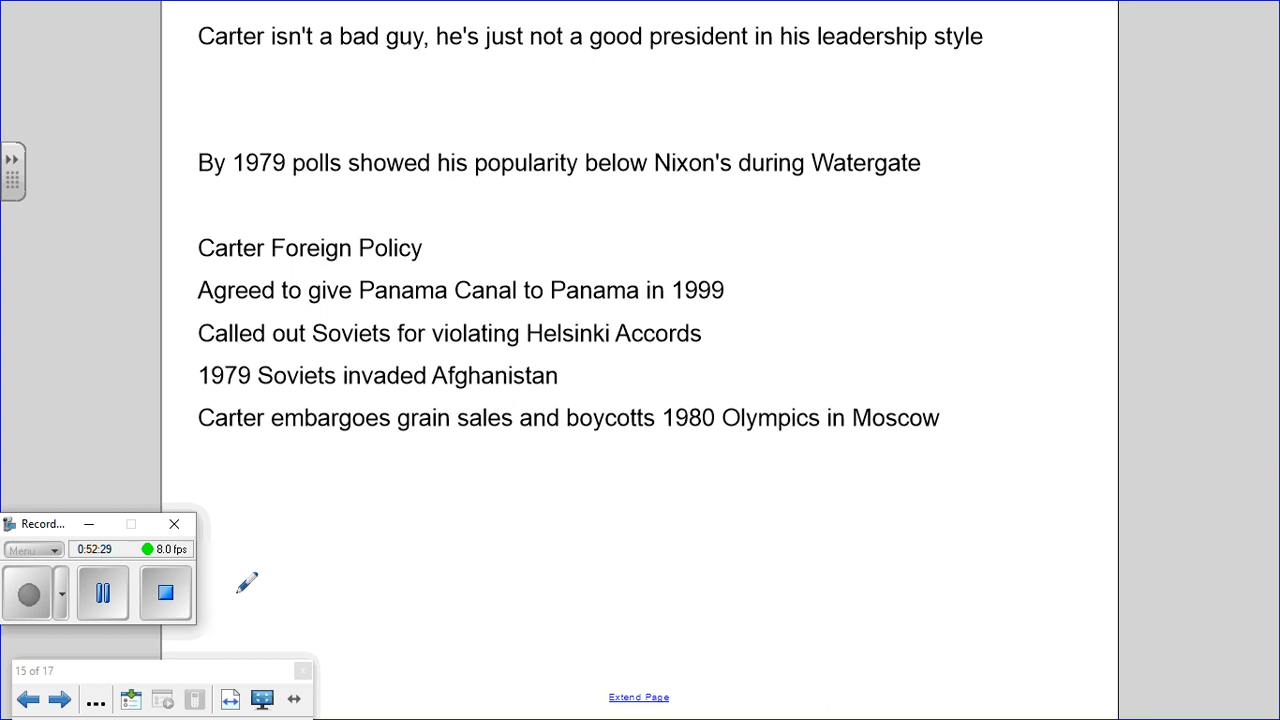 Carter isn't a bad guy, he's just not a good president in his leadership style
By 1979 polls showed his popularity below Nixon's during Watergate
Carter Foreign Policy
Agreed to give Panama Canal to Panama in 1999
Called out Soviets for violating Helsinki Accords
1979 Soviets invaded Afghanistan
Carter embargoes grain sales and boycotts 1980 Olympics in Moscow
Record...
Menu
0:52:29
8.0 fps
15 of 17
Extend Page